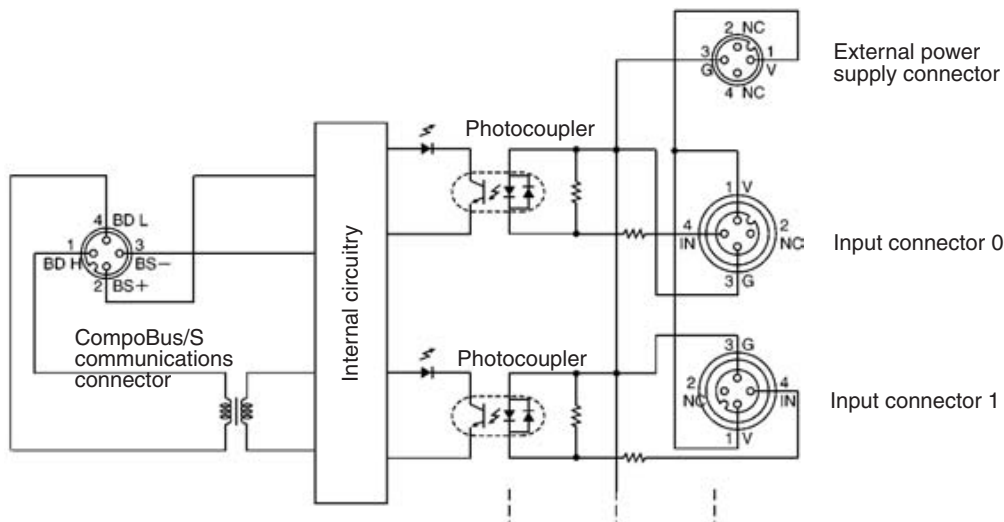 2 NC
3
1
G
V
4 NC
External power
supply connector
Photocoupler
1 V
4
IN
2
NC
3 G
Input connector 0
4 BD L
1
BD H
3
BS−
2 BS+
Internal circuitry
CompoBus/S
communications
connector
Photocoupler
3 G
2
NC
4
IN
1 V
Input connector 1